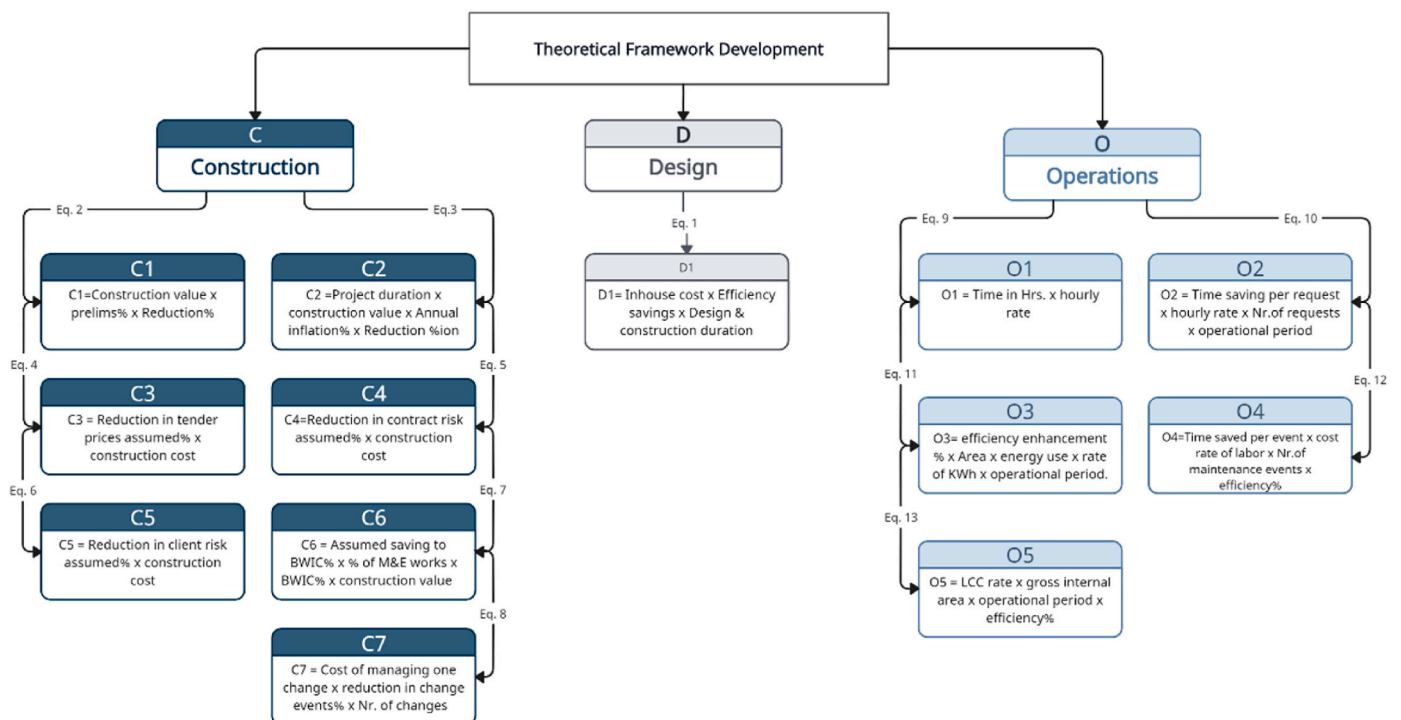 Theoretical Framework Development
C
Construction
D
Design
O
Operations
Eq. 2
Eq.3
Eq. 1
Eq. 9
Eq. 10
C1
C1=Construction value x
prelims% x Reduction%
C2
C2 =Project duration x
construction value x Annual
inflation% x Reduction %ion
D1
D1= Inhouse cost x Efficiency
savings x Design &
construction duration
O1
O1 = Time in Hrs. x hourly
rate
O2
O2 = Time saving per request
x hourly rate x Nr.of requests
x operational period
Eq. 4
Eq. 5
Eq. 11
Eq. 12
C3
C3 = Reduction in tender
prices assumed% x
construction cost
C4
C4=Reduction in contract risk
assumed% x construction
cost
O3
O3= efficiency enhancement
% x Area x energy use x rate
of KWh x operational period.
O4
O4=Time saved per event x cost
rate of labor x Nr.of
maintenance events x
efficiency%
Eq. 6
Eq. 7
Eq. 13
C5
C5 = Reduction in client risk
assumed% x construction
cost
C6
C6 = Assumed saving to
BWIC% x % of M&E works x
BWIC% x construction value
O5
O5 = LCC rate x gross internal
area x operational period x
efficiency%
Eq. 8
C7
C7 = Cost of managing one
change x reduction in change
events% x Nr. of changes